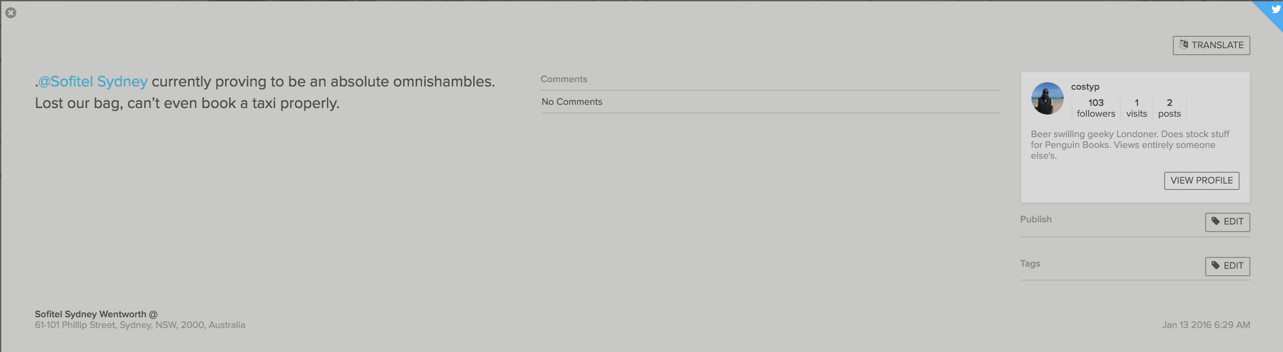 TRANSLATE
.@Sofitel Sydney currently proving to be an absolute omnishambles.
Lost our bag, can't even book a taxi properly.
Comments
No Comments
costyp
103 followers
1 visits
2 posts
Beer swilling geeky Londoner. Does stock stuff
for Penguin Books. Views entirely someone
else's.
VIEW PROFILE
Publish
EDIT
Tags
EDIT
Sofitel Sydney Wentworth @
61-101 Phillip Street, Sydney, NSW, 2000, Australia
Jan 13 2016 6:29 AM